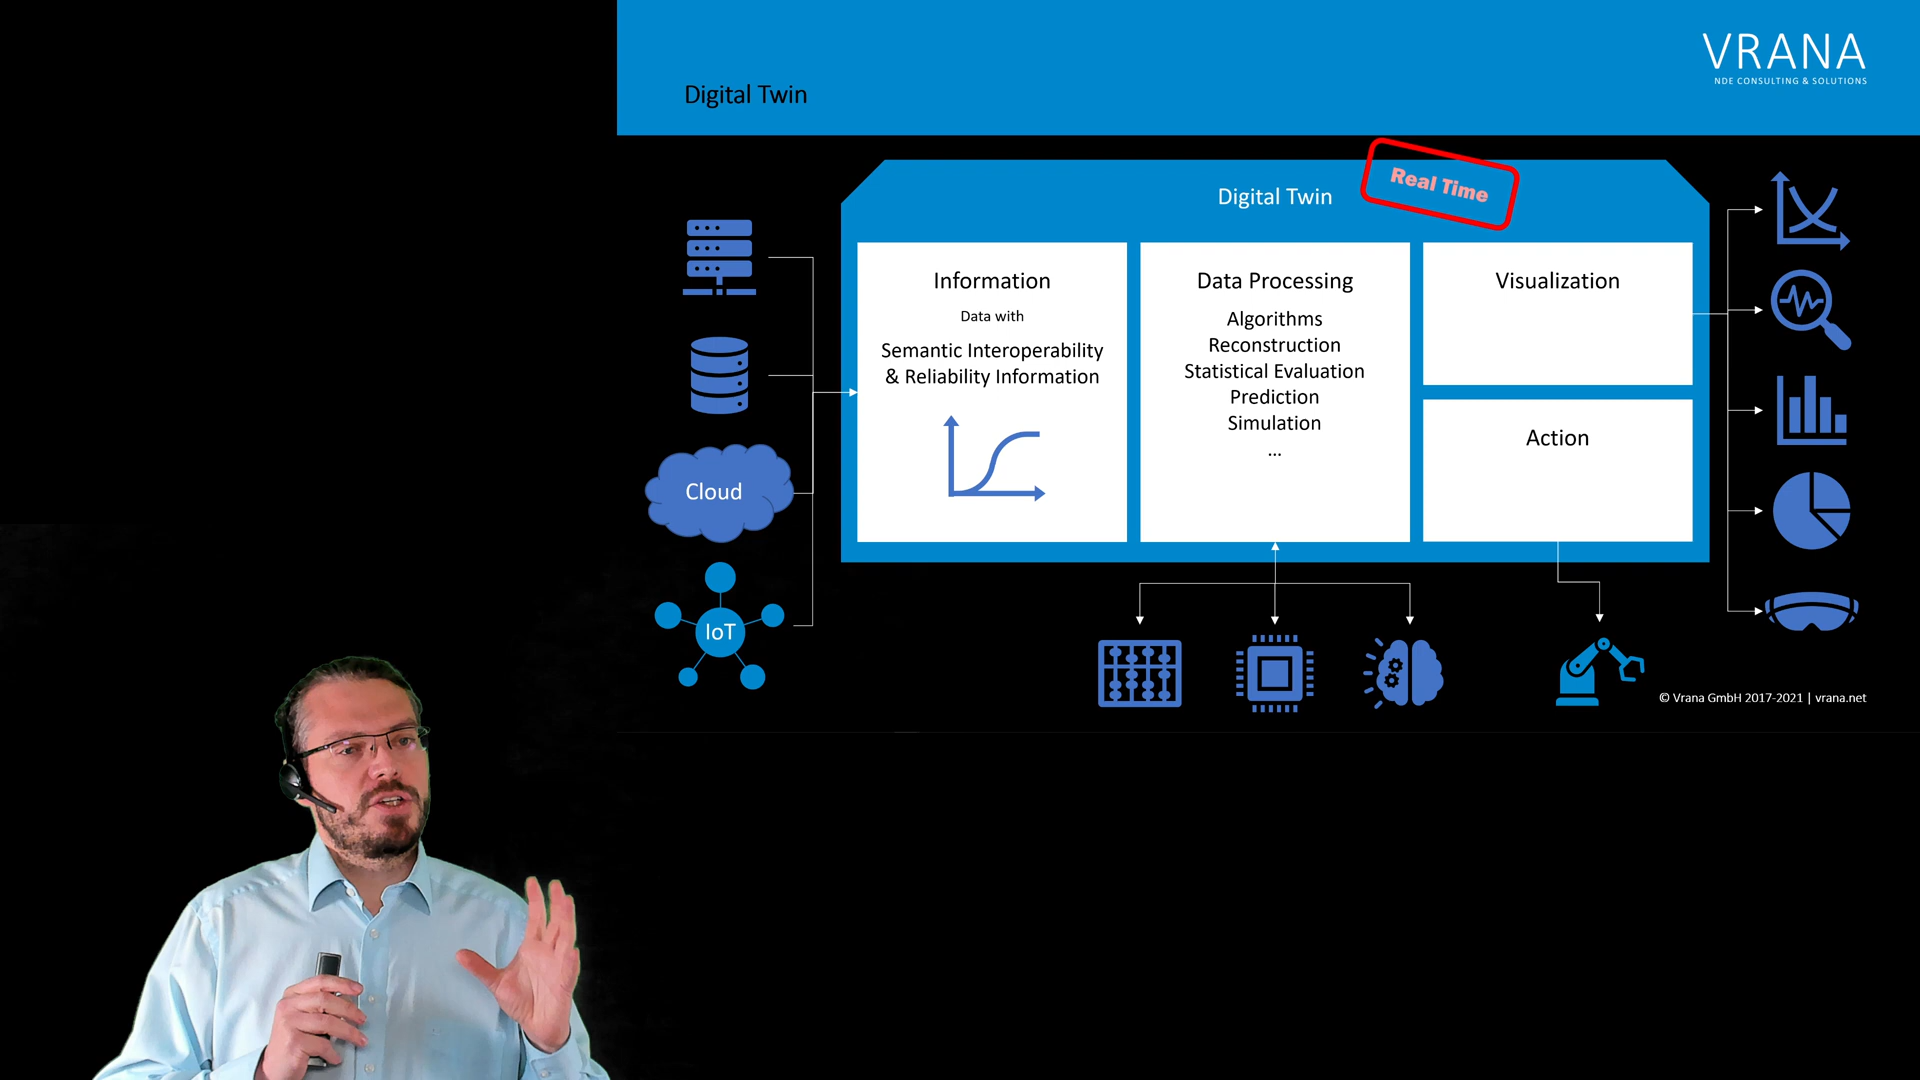 VRANA
NDE CONSULTING & SOLUTIONS
Digital Twin
Digital Twin
Real Time
Information
Data with
Semantic Interoperability
& Reliability Information
Data Processing
Algorithms
Reconstruction
Statistical Evaluation
Prediction
Simulation
...
Visualization
Action
Cloud
IoT
© Vrana GmbH 2017-2021 | vrana.net